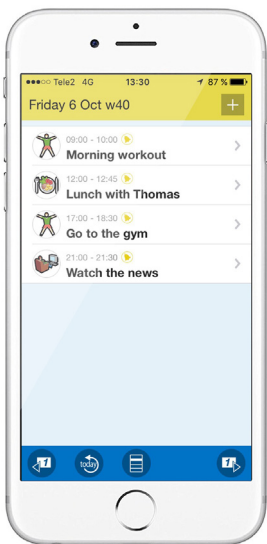 Tele2 4G 13:30 87 %
Friday 6 Oct w40 +
09:00 - 10:00
Morning workout
12:00 - 12:45
Lunch with Thomas
17:00 - 18:30
Go to the gym
21:00 - 21:30
Watch the news
1 today 1